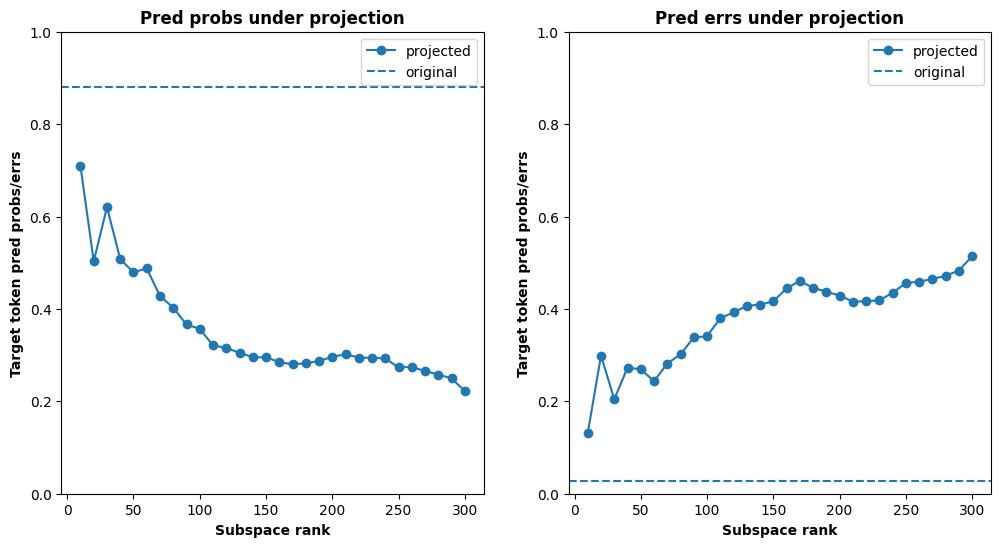 Pred probs under projection
Target token pred probs/errs
1.0
0.8
0.6
0.4
0.2
0.0
projected
original
0 50 100 150 200 250 300
Subspace rank
Pred errs under projection
Target token pred probs/errs
1.0
0.8
0.6
0.4
0.2
0.0
projected
original
0 50 100 150 200 250 300
Subspace rank